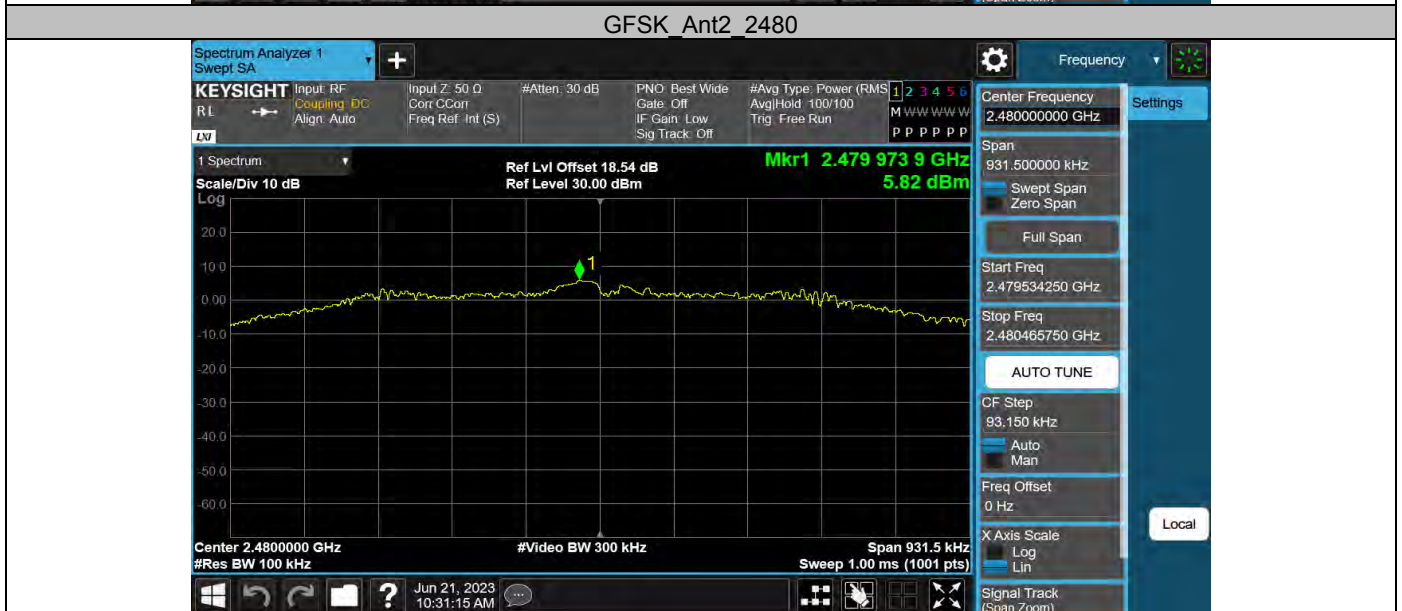 (Span Zoom)
GFSK_Ant2_2480
Spectrum Analyzer 1
Swept SA
+
Frequency
KEYSIGHT
RL
LXI
Input: RF
Coupling: DC
Align: Auto
Input Z: 50 Ω
Corr CCorr
Freq Ref: Int (S)
#Atten: 30 dB
PNO: Best Wide
Gate: Off
IF Gain: Low
Sig Track: Off
#Avg Type: Power (RMS
Avg|Hold: 100/100
Trig: Free Run
1 2 3 4 5 6
M W W W W W
P P P P P P
1 Spectrum
Scale/Div 10 dB
Log
Ref Lvl Offset 18.54 dB
Ref Level 30.00 dBm
Mkr1 2.479 973 9 GHz
5.82 dBm
20.0
10.0
0.00
-10.0
-20.0
-30.0
-40.0
-50.0
-60.0
1
Center 2.4800000 GHz
#Res BW 100 kHz
#Video BW 300 kHz
Span 931.5 kHz
Sweep 1.00 ms (1001 pts)
Center Frequency
2.480000000 GHz
Settings
Span
931.500000 kHz
Swept Span
Zero Span
Full Span
Start Freq
2.479534250 GHz
Stop Freq
2.480465750 GHz
AUTO TUNE
CF Step
93.150 kHz
Auto
Man
Freq Offset
0 Hz
X Axis Scale
Log
Lin
Local
Signal Track
(Span Zoom)
?
Jun 21, 2023
10:31:15 AM